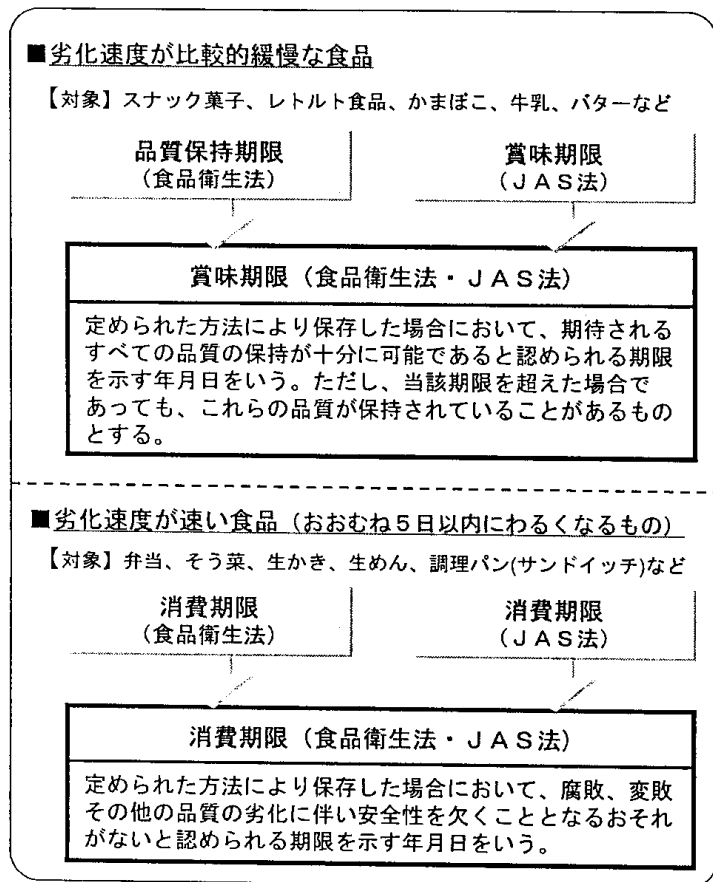 ■劣化速度が比較的緩慢な食品
【対象】スナック菓子、レトルト食品、かまぼこ、牛乳、バターなど
品質保持期限
(食品衛生法)
賞味期限
(JAS法)
賞味期限(食品衛生法・JAS法)
定められた方法により保存した場合において、期待される
すべての品質の保持が十分に可能であると認められる期限
を示す年月日をいう。ただし、当該期限を超えた場合で
あっても、これらの品質が保持されていることがあるもの
とする。
■劣化速度が速い食品(おおむね5日以内にわるくなるもの)
【対象】弁当、そう菜、生かき、生めん、調理パン(サンドイッチ)など
消費期限
(食品衛生法)
消費期限
(JAS法)
消費期限(食品衛生法・JAS法)
定められた方法により保存した場合において、腐敗、変敗
その他の品質の劣化に伴い安全性を欠くこととなるおそれ
がないと認められる期限を示す年月日をいう。